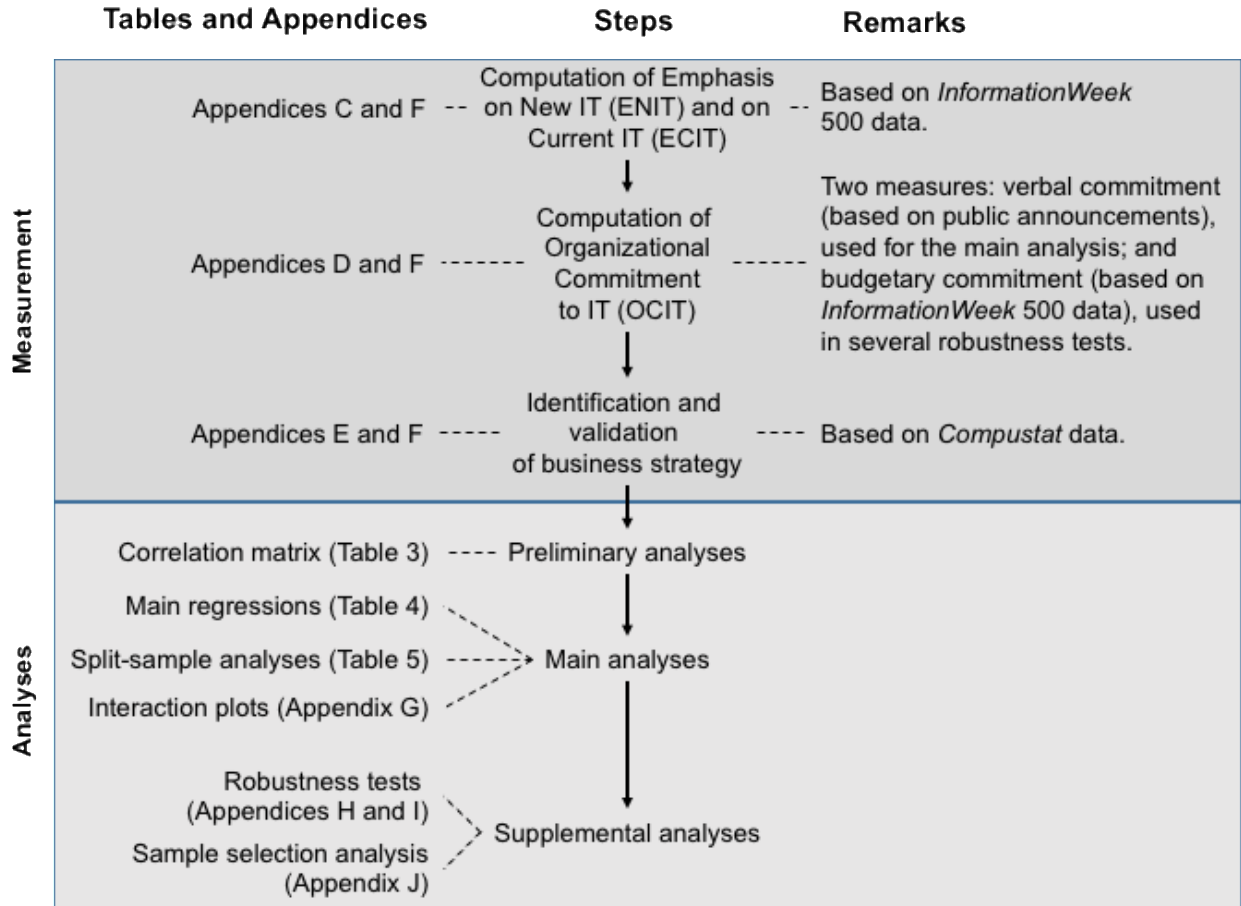 Tables and Appendices
Steps
Remarks
Measurement
Appendices C and F
Computation of Emphasis
on New IT (ENIT) and on
Current IT (ECIT)
Based on InformationWeek
500 data.
Appendices D and F
Computation of
Organizational
Commitment
to IT (OCIT)
Two measures: verbal commitment
(based on public announcements),
used for the main analysis; and
budgetary commitment (based on
InformationWeek 500 data), used
in several robustness tests.
Appendices E and F
Identification and
validation
of business strategy
Based on Compustat data.
Analyses
Correlation matrix (Table 3)
Preliminary analyses
Main regressions (Table 4)
Split-sample analyses (Table 5)
Interaction plots (Appendix G)
Main analyses
Robustness tests
(Appendices H and I)
Sample selection analysis
(Appendix J)
Supplemental analyses